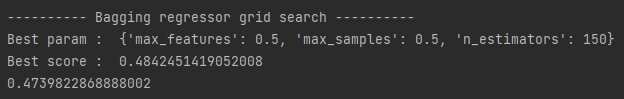 ---------- Bagging regressor grid search ----------
Best param :  {'max_features': 0.5, 'max_samples': 0.5, 'n_estimators': 150}
Best score :  0.4842451419052008
0.4739822868888002